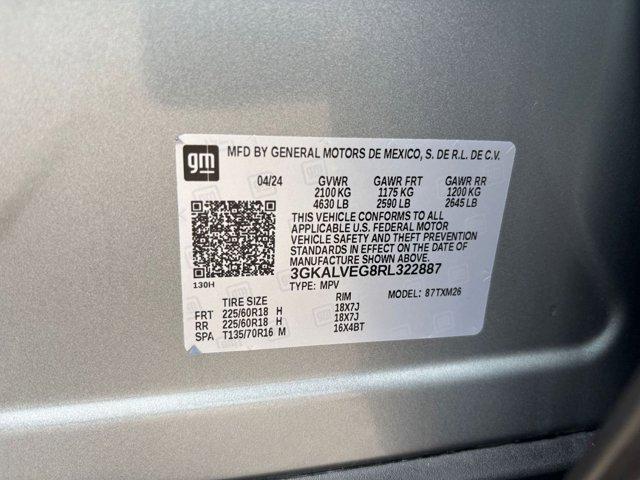 gm
MFD BY GENERAL MOTORS DE MEXICO, S. DE R.L. DE C.V.
04/24 GVWR GAWR FRT GAWR RR
2100 KG 1175 KG 1200 KG
4630 LB 2590 LB 2645 LB
THIS VEHICLE CONFORMS TO ALL
APPLICABLE U.S. FEDERAL MOTOR
VEHICLE SAFETY AND THEFT PREVENTION
STANDARDS IN EFFECT ON THE DATE OF
MANUFACTURE SHOWN ABOVE.
130H
3GKALVEG8RL322887
TYPE: MPV MODEL: 87TXM26
TIRE SIZE RIM
FRT 225/60R18 H 18X7J
RR 225/60R18 H 18X7J
SPA T135/70R16 M 16X4BT